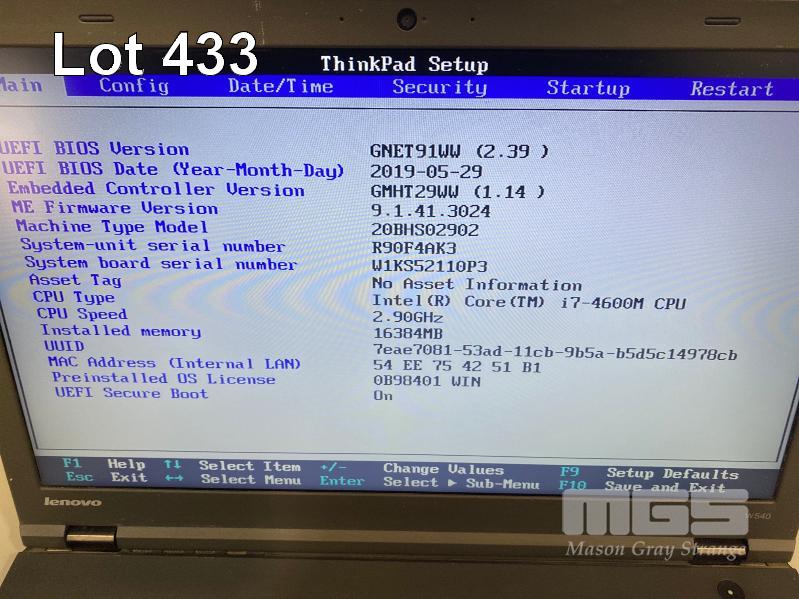 Lot 433
ThinkPad Setup
Main Config Date/Time Security Startup Restart
UEFI BIOS Version GNET91WW (2.39 )
UEFI BIOS Date (Year-Month-Day) 2019-05-29
Embedded Controller Version GMHT29WW (1.14 )
ME Firmware Version 9.1.41.3024
Machine Type Model 20BHS02902
System-unit serial number R90F4AK3
System board serial number W1KS52110P3
Asset Tag No Asset Information
CPU Type Intel(R) Core(TM) i7-4600M CPU
CPU Speed 2.90GHz
Installed memory 16384MB
UUID 7eae7081-53ad-11cb-9b5a-b5d5c14978cb
MAC Address (Internal LAN) 54 EE 75 42 51 B1
Preinstalled OS License 0B98401 WIN
UEFI Secure Boot On
F1 Help ↑↓ Select Item +/- Change Values F9 Setup Defaults
Esc Exit ↔ Select Menu Enter Select ▶ Sub-Menu F10 Save and Exit
lenovo
W540
MGS
Mason Gray Strange